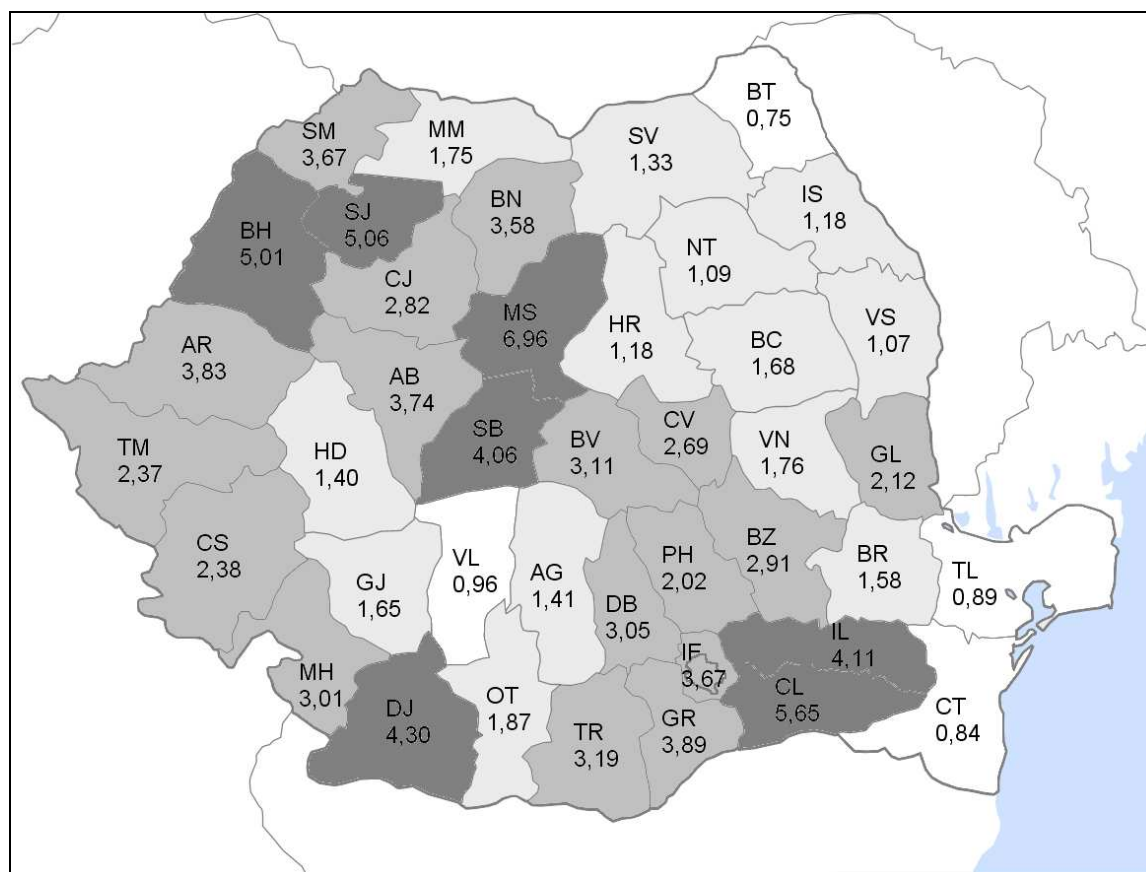 BT
0,75
SM
3,67
MM
1,75
SV
1,33
BN
3,58
IS
1,18
SJ
5,06
BH
5,01
NT
1,09
CJ
2,82
MS
6,96
HR
1,18
BC
1,68
VS
1,07
AR
3,83
AB
3,74
SB
4,06
BV
3,11
CV
2,69
VN
1,76
GL
2,12
TM
2,37
HD
1,40
CS
2,38
GJ
1,65
VL
0,96
AG
1,41
PH
2,02
BZ
2,91
BR
1,58
TL
0,89
DB
3,05
IF
3,67
IL
4,11
MH
3,01
DJ
4,30
OT
1,87
TR
3,19
GR
3,89
CL
5,65
CT
0,84